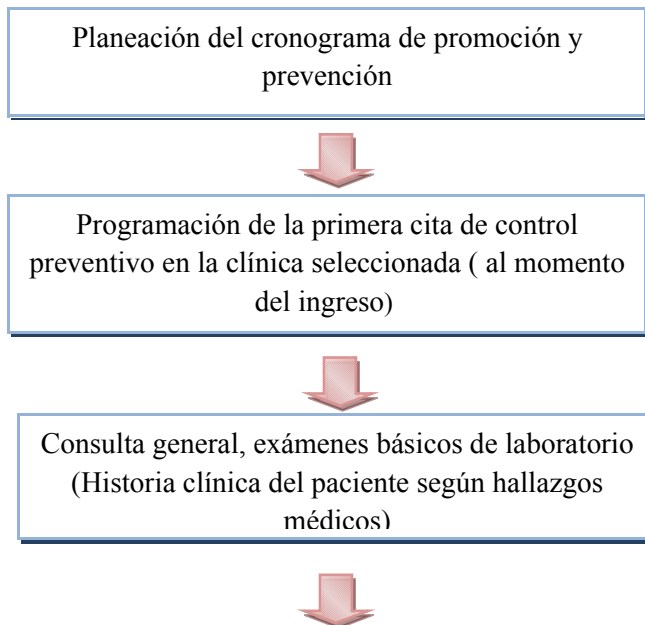 Planeación del cronograma de promoción y
prevención
Programación de la primera cita de control
preventivo en la clínica seleccionada ( al momento
del ingreso)
Consulta general, exámenes básicos de laboratorio
(Historia clínica del paciente según hallazgos
médicos)